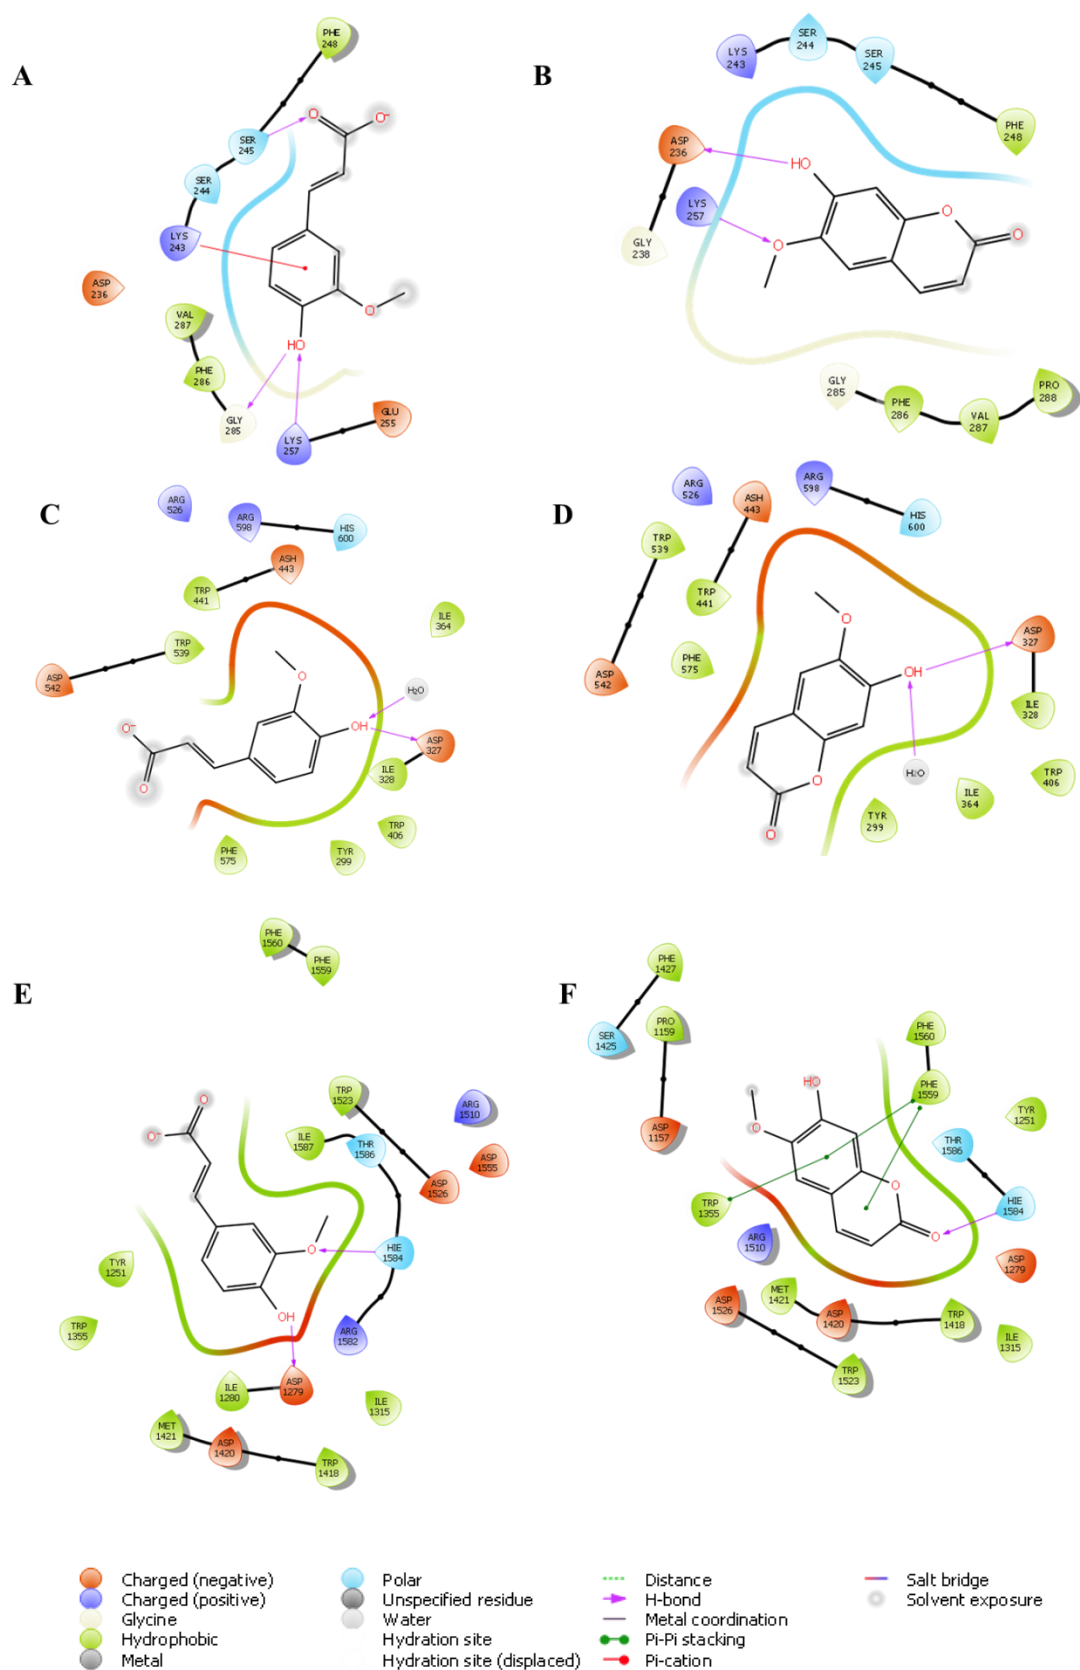 A
PHE
248
O
O-
SER
245
SER
244
LYS
243
ASP
236
VAL
287
PHE
286
GLY
285
HO
O
LYS
257
GLU
255
B
LYS
243
SER
244
SER
245
PHE
248
ASP
236
HO
LYS
257
GLY
238
O
O
O
GLY
285
PHE
286
VAL
287
PRO
288
C
ARG
526
ARG
598
HIS
600
ASH
443
TRP
441
ILE
364
TRP
539
ASP
542
O
H2O
O-
OH
ASP
327
O
ILE
328
TRP
406
PHE
575
TYR
299
D
ARG
526
ASH
443
ARG
598
HIS
600
TRP
539
TRP
441
O
ASP
327
PHE
575
ASP
542
OH
ILE
328
O
H2O
TRP
406
ILE
364
O
TYR
299
E
PHE
1560
PHE
1559
O
O-
TRP
1523
ARG
1510
ILE
1587
THR
1586
ASP
1555
ASP
1526
O
HIE
1584
TYR
1251
TRP
1355
OH
ARG
1582
ILE
1280
ASP
1279
ILE
1315
MET
1421
ASP
1420
TRP
1418
F
PHE
1427
PRO
1159
SER
1425
PHE
1560
HO
PHE
1559
TYR
1251
O
ASP
1157
THR
1586
TRP
1355
O
HIE
1584
ARG
1510
O
ASP
1279
ASP
1526
MET
1421
ASP
1420
TRP
1418
ILE
1315
TRP
1523
Charged (negative)
Charged (positive)
Glycine
Hydrophobic
Metal
Polar
Unspecified residue
Water
Hydration site
Hydration site (displaced)
Distance
H-bond
Metal coordination
Pi-Pi stacking
Pi-cation
Salt bridge
Solvent exposure